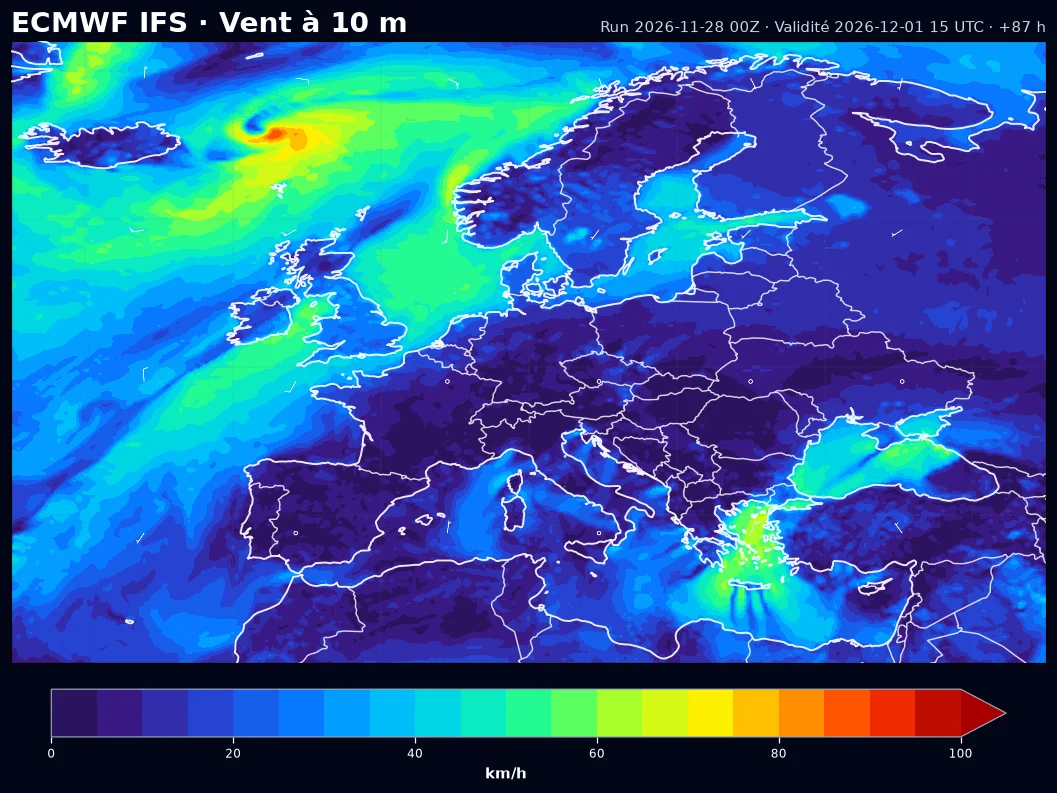 ECMWF IFS · Vent à 10 m
Run 2026-11-28 00Z · Validité 2026-12-01 15 UTC · +87 h
0 20 40 60 80 100
km/h